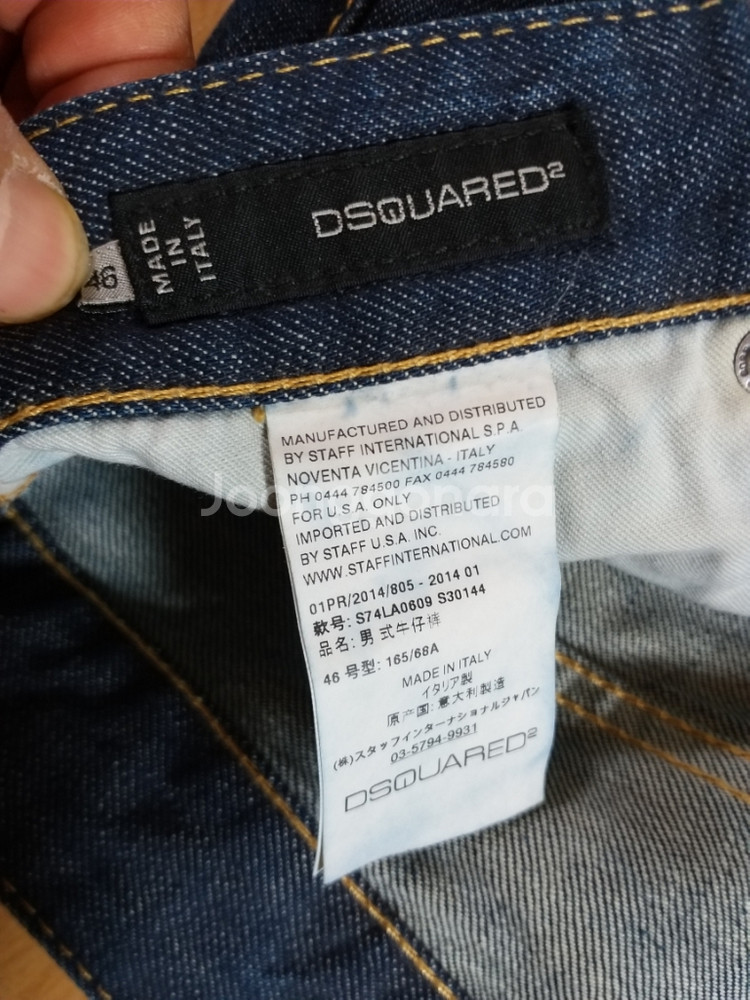 DSQUARED2
MADE
IN
ITALY
46
MANUFACTURED AND DISTRIBUTED
BY STAFF INTERNATIONAL S.P.A.
NOVENTA VICENTINA - ITALY
PH 0444 784500 FAX 0444 784580
FOR U.S.A. ONLY
IMPORTED AND DISTRIBUTED
BY STAFF U.S.A. INC.
WWW.STAFFINTERNATIONAL.COM
01PR/2014/805 - 2014 01
款号: S74LA0609 S30144
品名: 男式牛仔裤
46 号型: 165/68A
MADE IN ITALY
イタリア製
原产国: 意大利製造
(株)スタッフインターナショナルジャパン
03-5794-9931
DSQUARED2